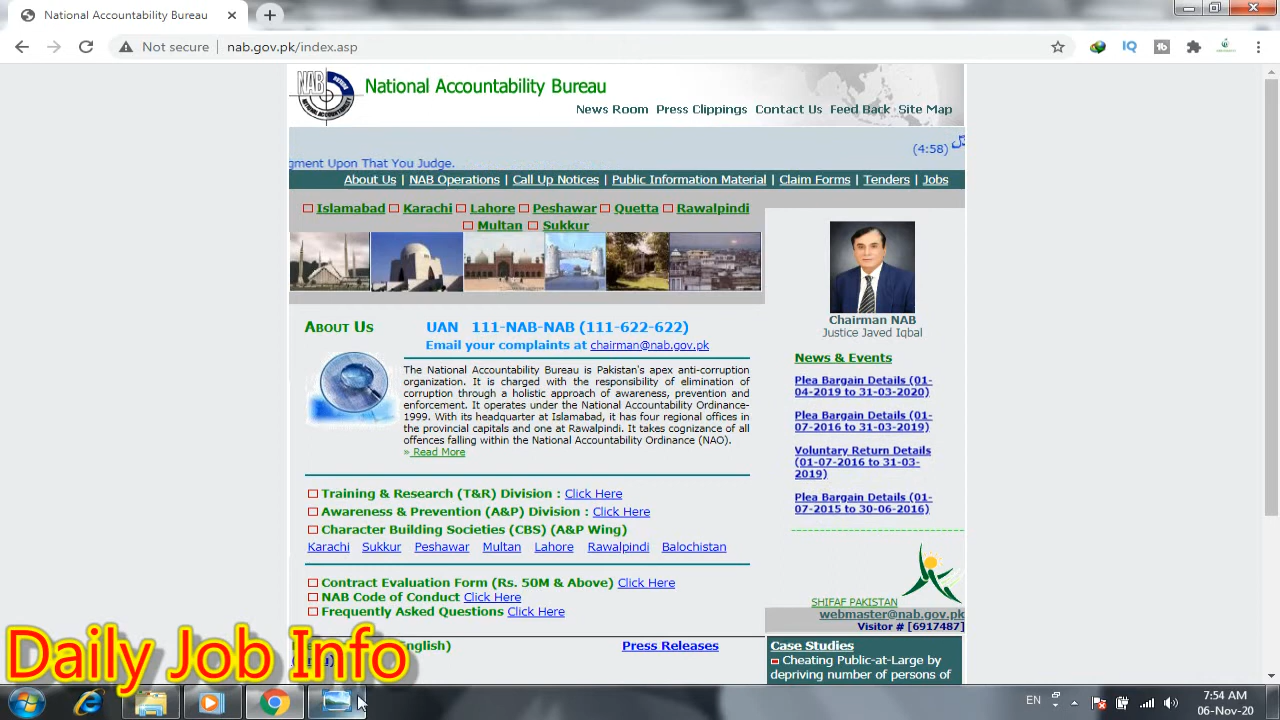 National Accountability Bureau
Not secure
nab.gov.pk/index.asp
NAB
National Accountability Bureau
News Room Press Clippings Contact Us Feed Back Site Map
(4:58)
gment Upon That You Judge.
About Us | NAB Operations | Call Up Notices | Public Information Material | Claim Forms | Tenders | Jobs
Islamabad Karachi Lahore Peshawar Quetta Rawalpindi
Multan Sukkur
Chairman NAB
Justice Javed Iqbal
About Us
UAN 111-NAB-NAB (111-622-622)
Email your complaints at chairman@nab.gov.pk
The National Accountability Bureau is Pakistan's apex anti-corruption
organization. It is charged with the responsibility of elimination of
corruption through a holistic approach of awareness, prevention and
enforcement. It operates under the National Accountability Ordinance-
1999. With its headquarter at Islamabad, it has four regional offices in
the provincial capitals and one at Rawalpindi. It takes cognizance of all
offences falling within the National Accountability Ordinance (NAO).
» Read More
News & Events
Plea Bargain Details (01-
04-2019 to 31-03-2020)
Plea Bargain Details (01-
07-2016 to 31-03-2019)
Voluntary Return Details
(01-07-2016 to 31-03-
2019)
Plea Bargain Details (01-
07-2015 to 30-06-2016)
Training & Research (T&R) Division : Click Here
Awareness & Prevention (A&P) Division : Click Here
Character Building Societies (CBS) (A&P Wing)
Karachi Sukkur Peshawar Multan Lahore Rawalpindi Balochistan
Contract Evaluation Form (Rs. 50M & Above) Click Here
NAB Code of Conduct Click Here
Frequently Asked Questions Click Here
SHIFAF PAKISTAN
webmaster@nab.gov.pk
Visitor # [6917487]
English)
Press Releases
Case Studies
Cheating Public-at-Large by
depriving number of persons of
Daily Job Info
EN
7:54 AM
06-Nov-20